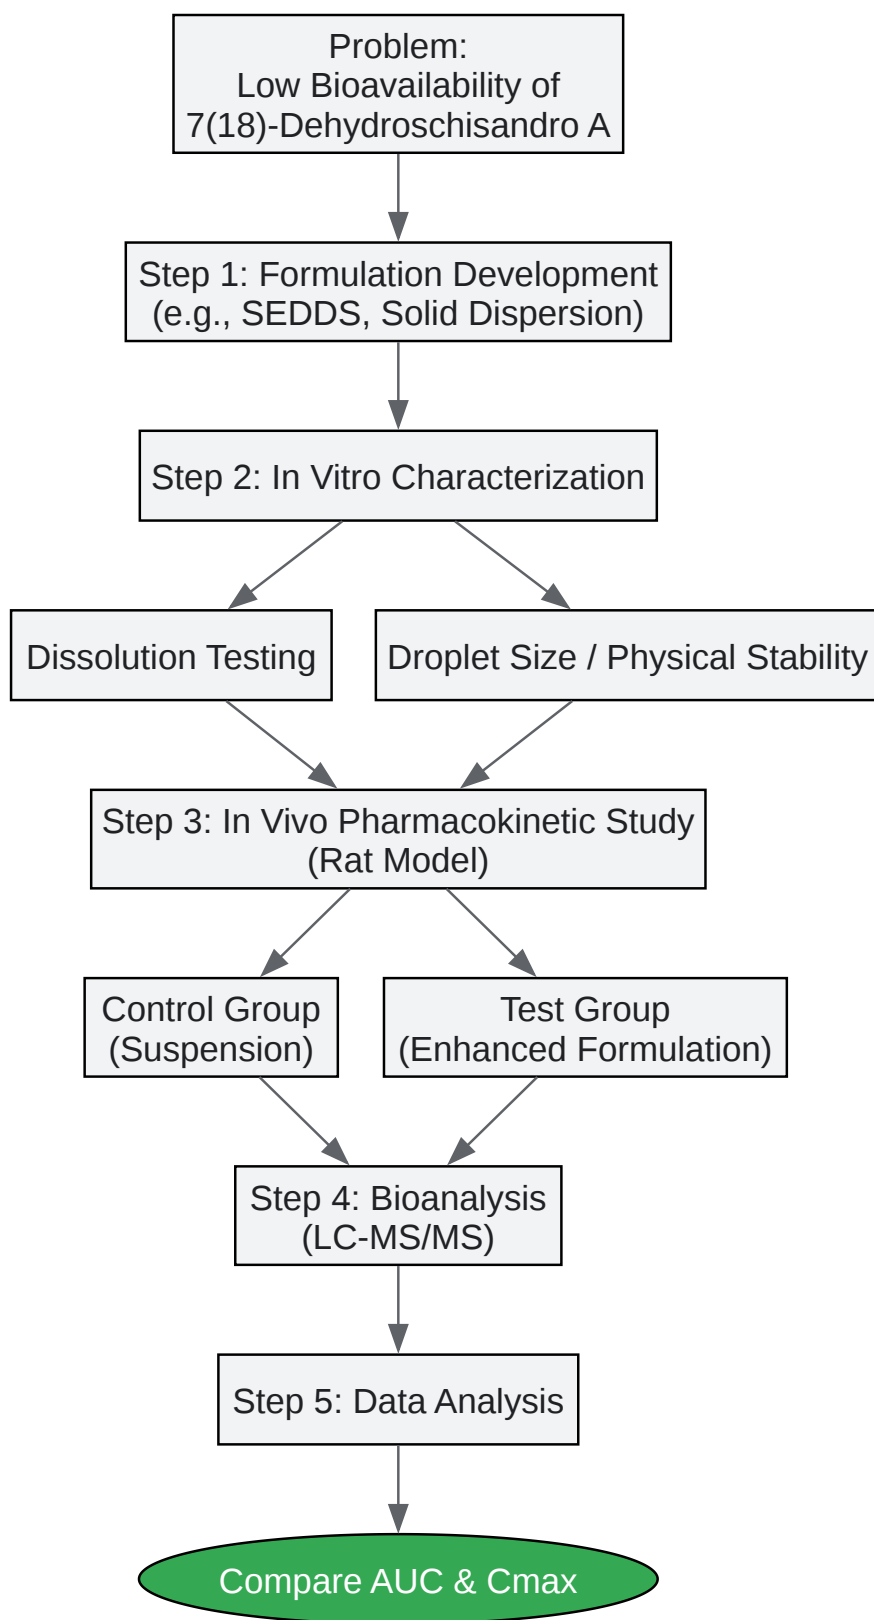 Problem:
Low Bioavailability of
7(18)-Dehydroschisandro A
Step 1: Formulation Development
(e.g., SEDDS, Solid Dispersion)
Step 2: In Vitro Characterization
Dissolution Testing
Droplet Size / Physical Stability
Step 3: In Vivo Pharmacokinetic Study
(Rat Model)
Control Group
(Suspension)
Test Group
(Enhanced Formulation)
Step 4: Bioanalysis
(LC-MS/MS)
Step 5: Data Analysis
Compare AUC & Cmax